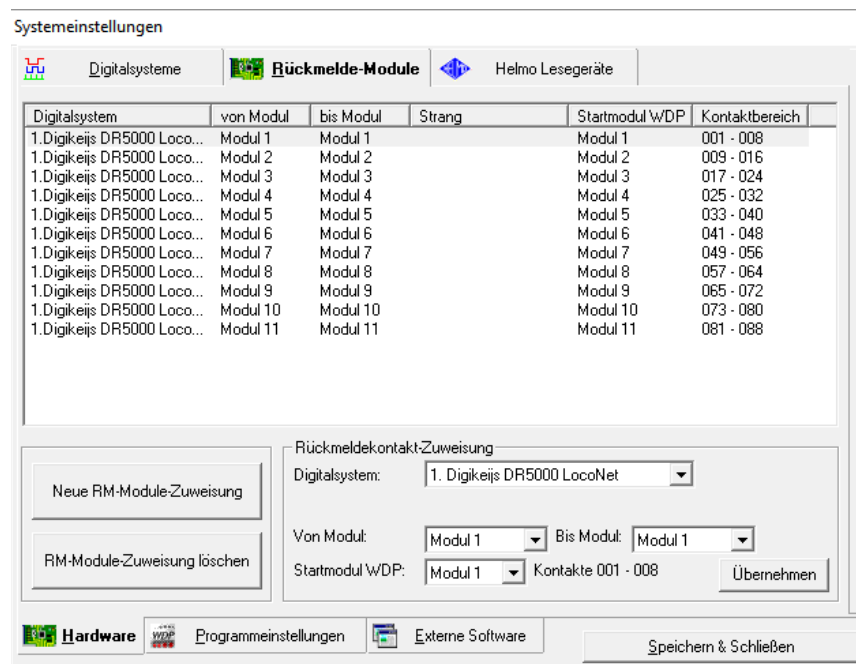 Systemeinstellungen
Digitalsysteme Rückmelde-Module Helmo Lesegeräte
Digitalsystem von Modul bis Modul Strang Startmodul WDP Kontaktbereich
1.Digikeijs DR5000 Loco... Modul 1 Modul 1 Modul 1 001 - 008
1.Digikeijs DR5000 Loco... Modul 2 Modul 2 Modul 2 009 - 016
1.Digikeijs DR5000 Loco... Modul 3 Modul 3 Modul 3 017 - 024
1.Digikeijs DR5000 Loco... Modul 4 Modul 4 Modul 4 025 - 032
1.Digikeijs DR5000 Loco... Modul 5 Modul 5 Modul 5 033 - 040
1.Digikeijs DR5000 Loco... Modul 6 Modul 6 Modul 6 041 - 048
1.Digikeijs DR5000 Loco... Modul 7 Modul 7 Modul 7 049 - 056
1.Digikeijs DR5000 Loco... Modul 8 Modul 8 Modul 8 057 - 064
1.Digikeijs DR5000 Loco... Modul 9 Modul 9 Modul 9 065 - 072
1.Digikeijs DR5000 Loco... Modul 10 Modul 10 Modul 10 073 - 080
1.Digikeijs DR5000 Loco... Modul 11 Modul 11 Modul 11 081 - 088
Neue RM-Module-Zuweisung
RM-Module-Zuweisung löschen
Rückmeldekontakt-Zuweisung
Digitalsystem: 1. Digikeijs DR5000 LocoNet
Von Modul: Modul 1 Bis Modul: Modul 1
Startmodul WDP: Modul 1 Kontakte 001 - 008 Übernehmen
Hardware WDP Programmeinstellungen Externe Software Speichern & Schließen